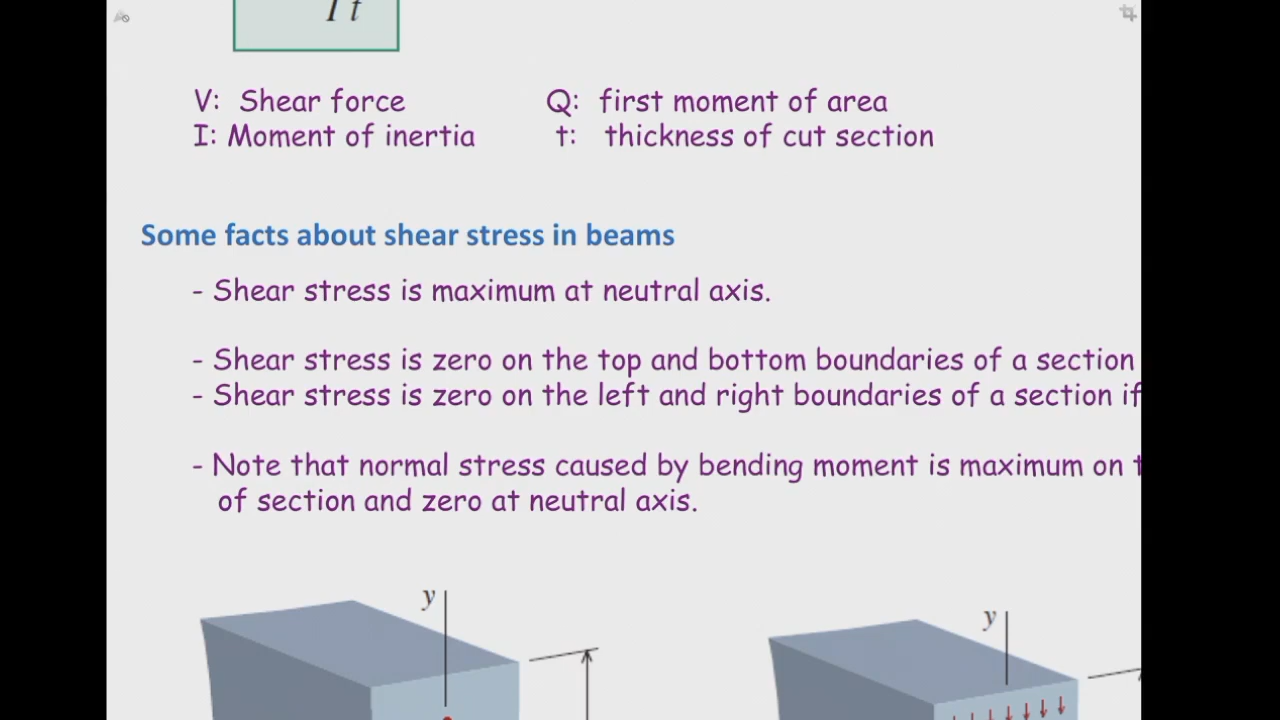 I t
V: Shear force Q: first moment of area
I: Moment of inertia t: thickness of cut section
Some facts about shear stress in beams
- Shear stress is maximum at neutral axis.
- Shear stress is zero on the top and bottom boundaries of a section
- Shear stress is zero on the left and right boundaries of a section if
- Note that normal stress caused by bending moment is maximum on
of section and zero at neutral axis.
y
y